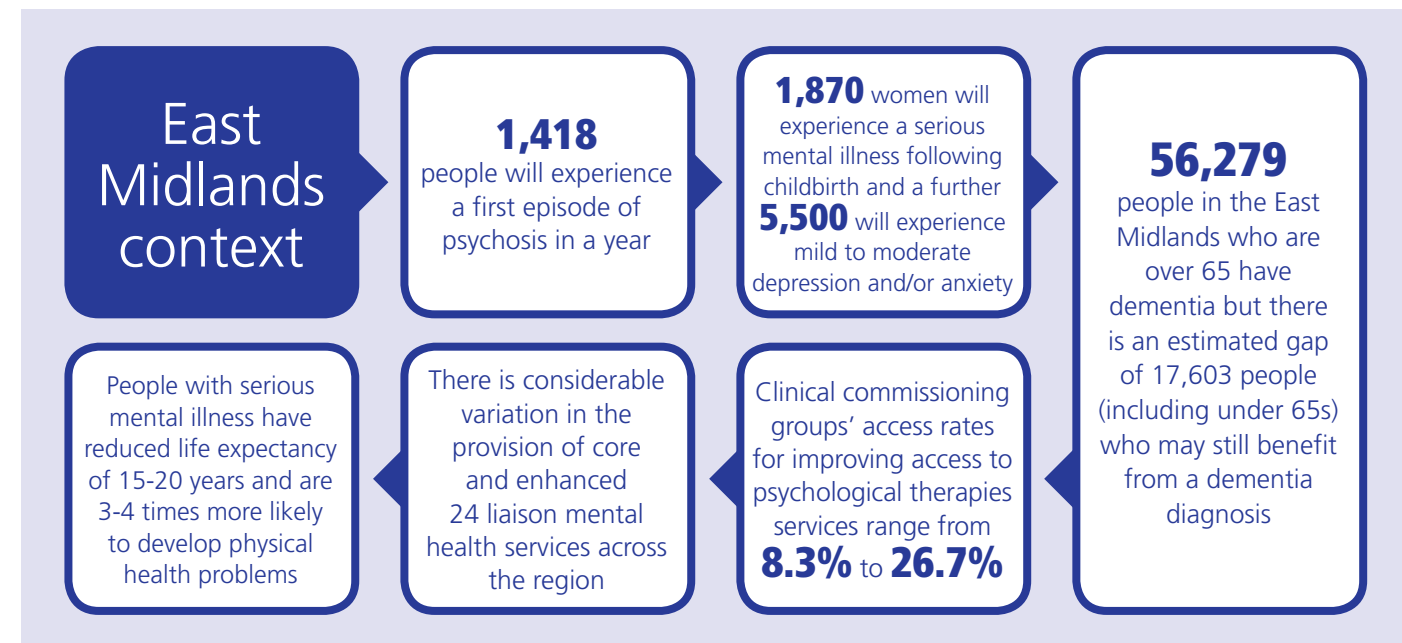 East
Midlands
context
1,418
people will experience
a first episode of
psychosis in a year
1,870 women will
experience a serious
mental illness following
childbirth and a further
5,500 will experience
mild to moderate
depression and/or anxiety
56,279
people in the East
Midlands who are
over 65 have
dementia but there
is an estimated gap
of 17,603 people
(including under 65s)
who may still benefit
from a dementia
diagnosis
Clinical commissioning
groups’ access rates
for improving access to
psychological therapies
services range from
8.3% to 26.7%
There is considerable
variation in the
provision of core
and enhanced
24 liaison mental
health services across
the region
People with serious
mental illness have
reduced life expectancy
of 15-20 years and are
3-4 times more likely
to develop physical
health problems